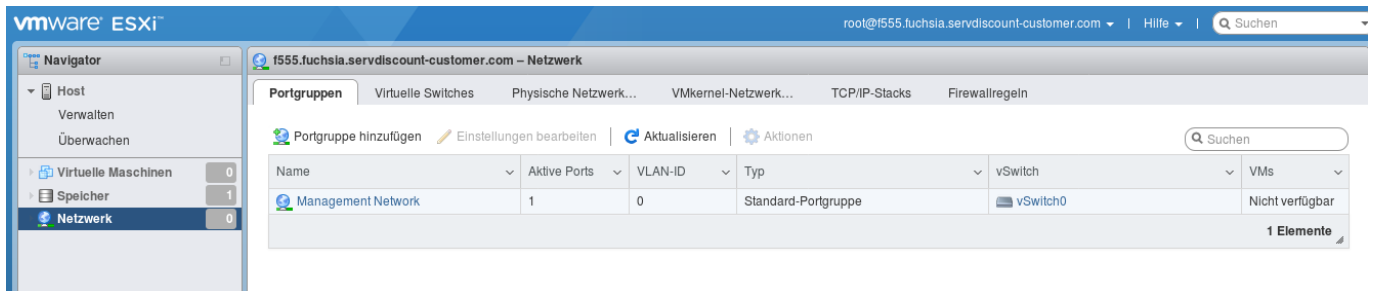 vmware ESXi™
root@f555.fuchsia.servdiscount-customer.com | Hilfe | Suchen
Navigator
f555.fuchsia.servdiscount-customer.com – Netzwerk
Host
Verwalten
Überwachen
Virtuelle Maschinen 0
Speicher 1
Netzwerk 0
Portgruppen Virtuelle Switches Physische Netzwerk... VMkernel-Netzwerk... TCP/IP-Stacks Firewallregeln
Portgruppe hinzufügen Einstellungen bearbeiten | Aktualisieren | Aktionen Suchen
Name Aktive Ports VLAN-ID Typ vSwitch VMs
Management Network 1 0 Standard-Portgruppe vSwitch0 Nicht verfügbar
1 Elemente